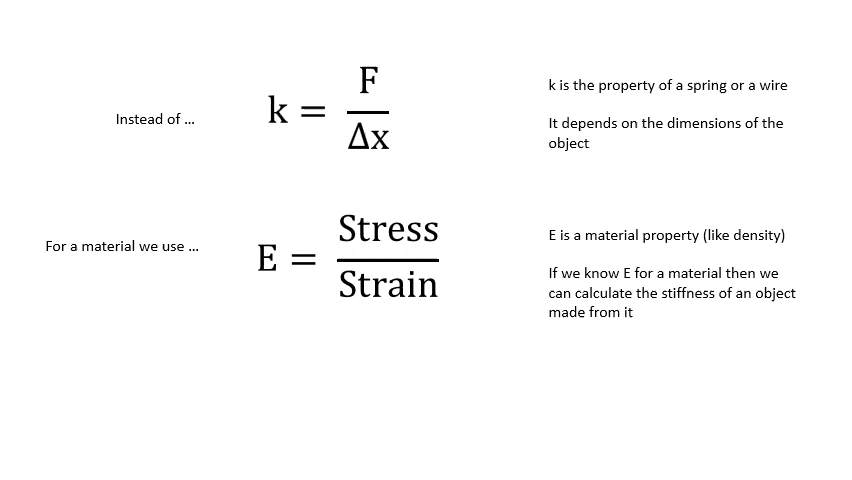 Instead of ...
k = F / Δx
k is the property of a spring or a wire
It depends on the dimensions of the
object
For a material we use ...
E = Stress / Strain
E is a material property (like density)
If we know E for a material then we
can calculate the stiffness of an object
made from it